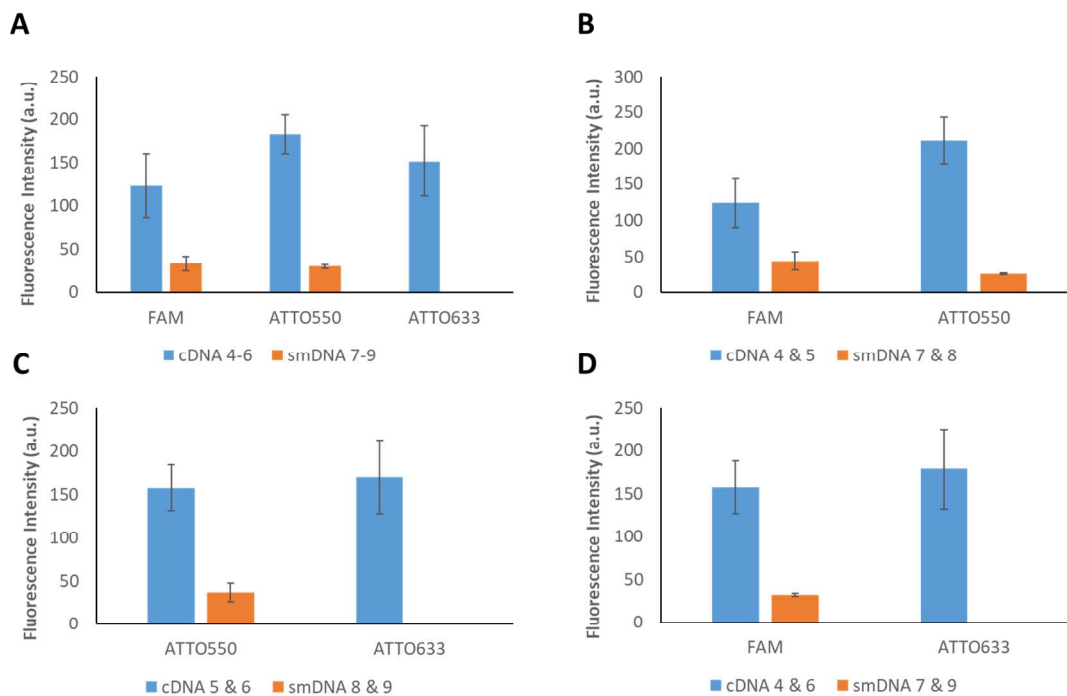 A
Fluorescence Intensity (a.u.)
250
200
150
100
50
0
FAM ATTO550 ATTO633
cDNA 4-6 smDNA 7-9
B
Fluorescence Intensity (a.u.)
300
250
200
150
100
50
0
FAM ATTO550
cDNA 4 & 5 smDNA 7 & 8
C
Fluorescence Intensity (a.u.)
250
200
150
100
50
0
ATTO550 ATTO633
cDNA 5 & 6 smDNA 8 & 9
D
Fluorescence Intensity (a.u.)
250
200
150
100
50
0
FAM ATTO633
cDNA 4 & 6 smDNA 7 & 9